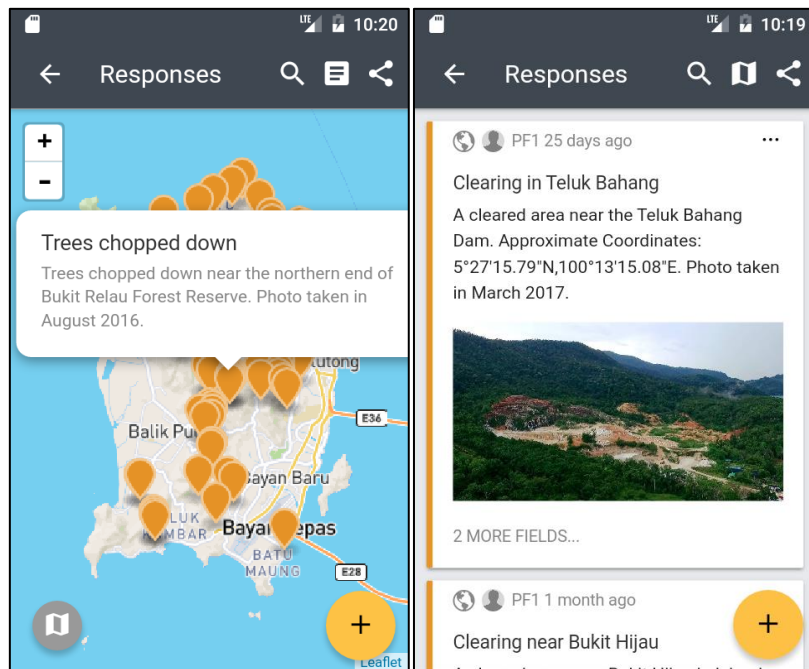 LTE 10:20
Responses
+
-
Trees chopped down
Trees chopped down near the northern end of
Bukit Relau Forest Reserve. Photo taken in
August 2016.
E36
Balik
Bayan Baru
E28
BATU
MAUNG
+
Leaflet
LTE 10:19
Responses
PF1 25 days ago
...
Clearing in Teluk Bahang
A cleared area near the Teluk Bahang
Dam. Approximate Coordinates:
5°27'15.79"N,100°13'15.08"E. Photo taken
in March 2017.
2 MORE FIELDS...
PF1 1 month ago
Clearing near Bukit Hijau
+